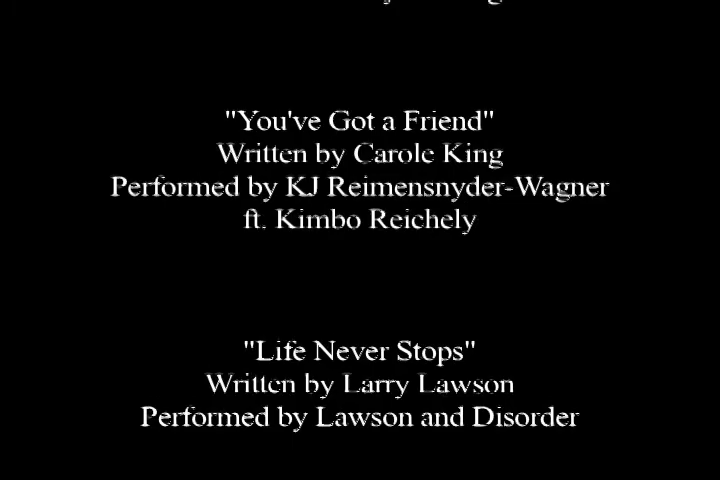 "You've Got a Friend"
Written by Carole King
Performed by KJ Reimensnyder-Wagner
ft. Kimbo Reichely
"Life Never Stops"
Written by Larry Lawson
Performed by Lawson and Disorder